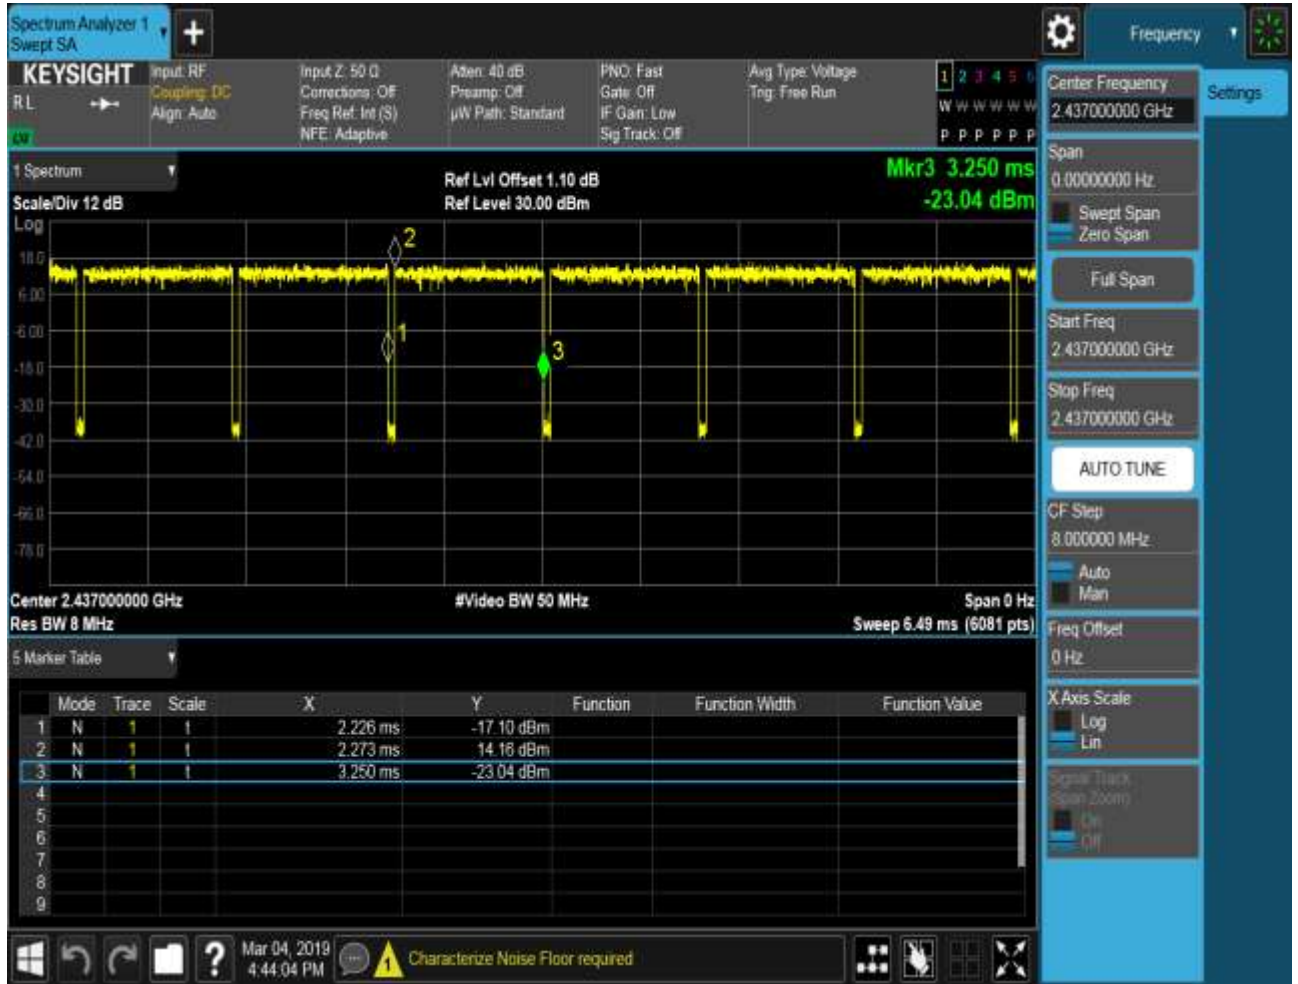 Spectrum Analyzer 1
Swept SA
+
Frequency
KEYSIGHT
RL
Input: RF
Coupling: DC
Align: Auto
Input Z: 50 Ω
Corrections: Off
Freq Ref: Int (S)
NFE: Adaptive
Atten: 40 dB
Preamp: Off
µW Path: Standard
PNO: Fast
Gate: Off
IF Gain: Low
Sig Track: Off
Avg Type: Voltage
Trig: Free Run
1 2 3 4 5 6
W W W W W W
P P P P P P
1 Spectrum
Scale/Div 12 dB
Ref Lvl Offset 1.10 dB
Ref Level 30.00 dBm
Mkr3 3.250 ms
-23.04 dBm
Log
18.0
6.00
-6.00
-18.0
-30.0
-42.0
-54.0
-66.0
-78.0
2
1
3
Center 2.437000000 GHz
Res BW 8 MHz
#Video BW 50 MHz
Span 0 Hz
Sweep 6.49 ms (6081 pts)
5 Marker Table
Mode Trace Scale X Y Function Function Width Function Value
1 N 1 t 2.226 ms -17.10 dBm
2 N 1 t 2.273 ms 14.16 dBm
3 N 1 t 3.250 ms -23.04 dBm
4
5
6
7
8
9
?
Mar 04, 2019
4:44:04 PM
1
Characterize Noise Floor required
Center Frequency
2.437000000 GHz
Settings
Span
0.00000000 Hz
Swept Span
Zero Span
Full Span
Start Freq
2.437000000 GHz
Stop Freq
2.437000000 GHz
AUTO TUNE
CF Step
8.000000 MHz
Auto
Man
Freq Offset
0 Hz
X Axis Scale
Log
Lin
Signal Track
(Span Zoom)
On
Off